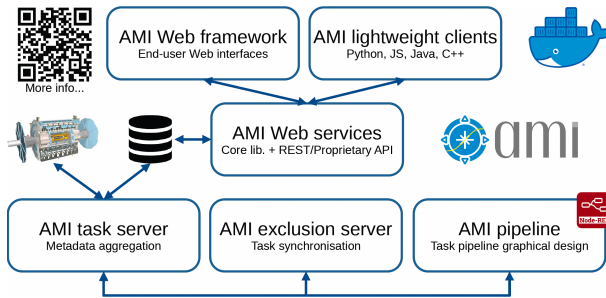 AMI Web framework
End-user Web interfaces
AMI lightweight clients
Python, JS, Java, C++
More info...
AMI Web services
Core lib. + REST/Proprietary API
ami
AMI task server
Metadata aggregation
AMI exclusion server
Task synchronisation
AMI pipeline
Task pipeline graphical design